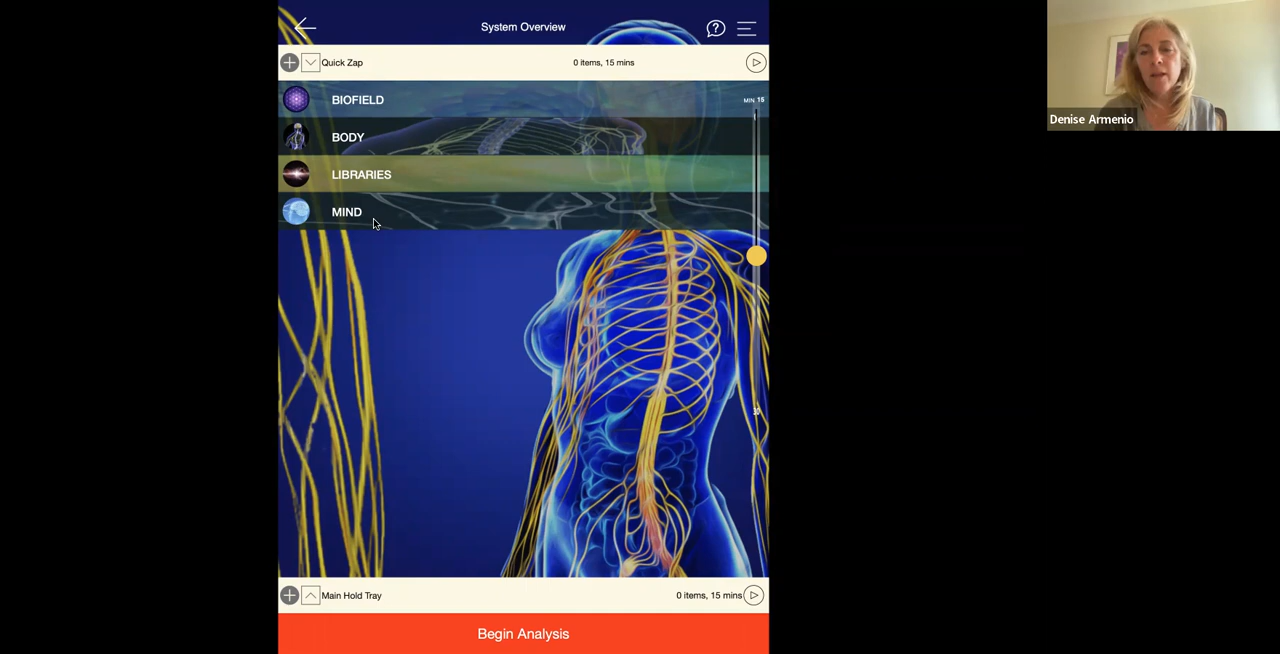 System Overview
Quick Zap
0 items, 15 mins
BIOFIELD
MIN 15
BODY
Denise Armenio
LIBRARIES
MIND
30
Main Hold Tray
0 items, 15 mins
Begin Analysis